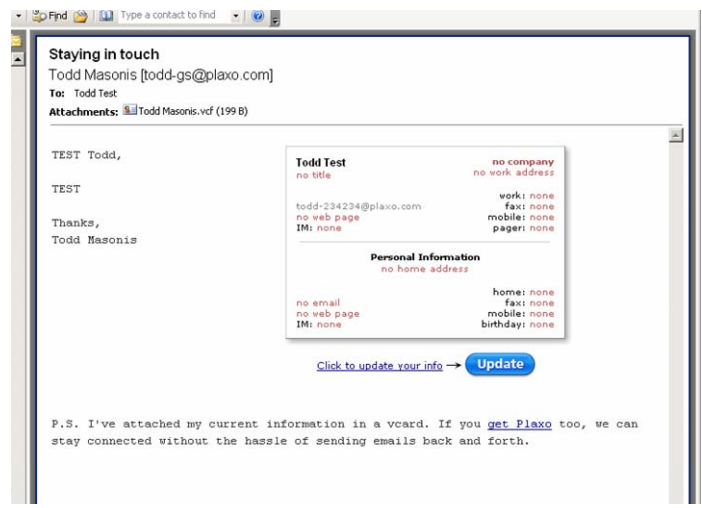 Find
Type a contact to find
Staying in touch
Todd Masonis [todd-gs@plaxo.com]
To: Todd Test
Attachments: Todd Masonis.vcf (199 B)
TEST Todd,
TEST
Thanks,
Todd Masonis
Todd Test
no title
no company
no work address
todd-234234@plaxo.com
no web page
IM: none
work: none
fax: none
mobile: none
pager: none
Personal Information
no home address
no email
no web page
IM: none
home: none
fax: none
mobile: none
birthday: none
Click to update your info → Update
P.S. I've attached my current information in a vcard. If you get Plaxo too, we can
stay connected without the hassle of sending emails back and forth.